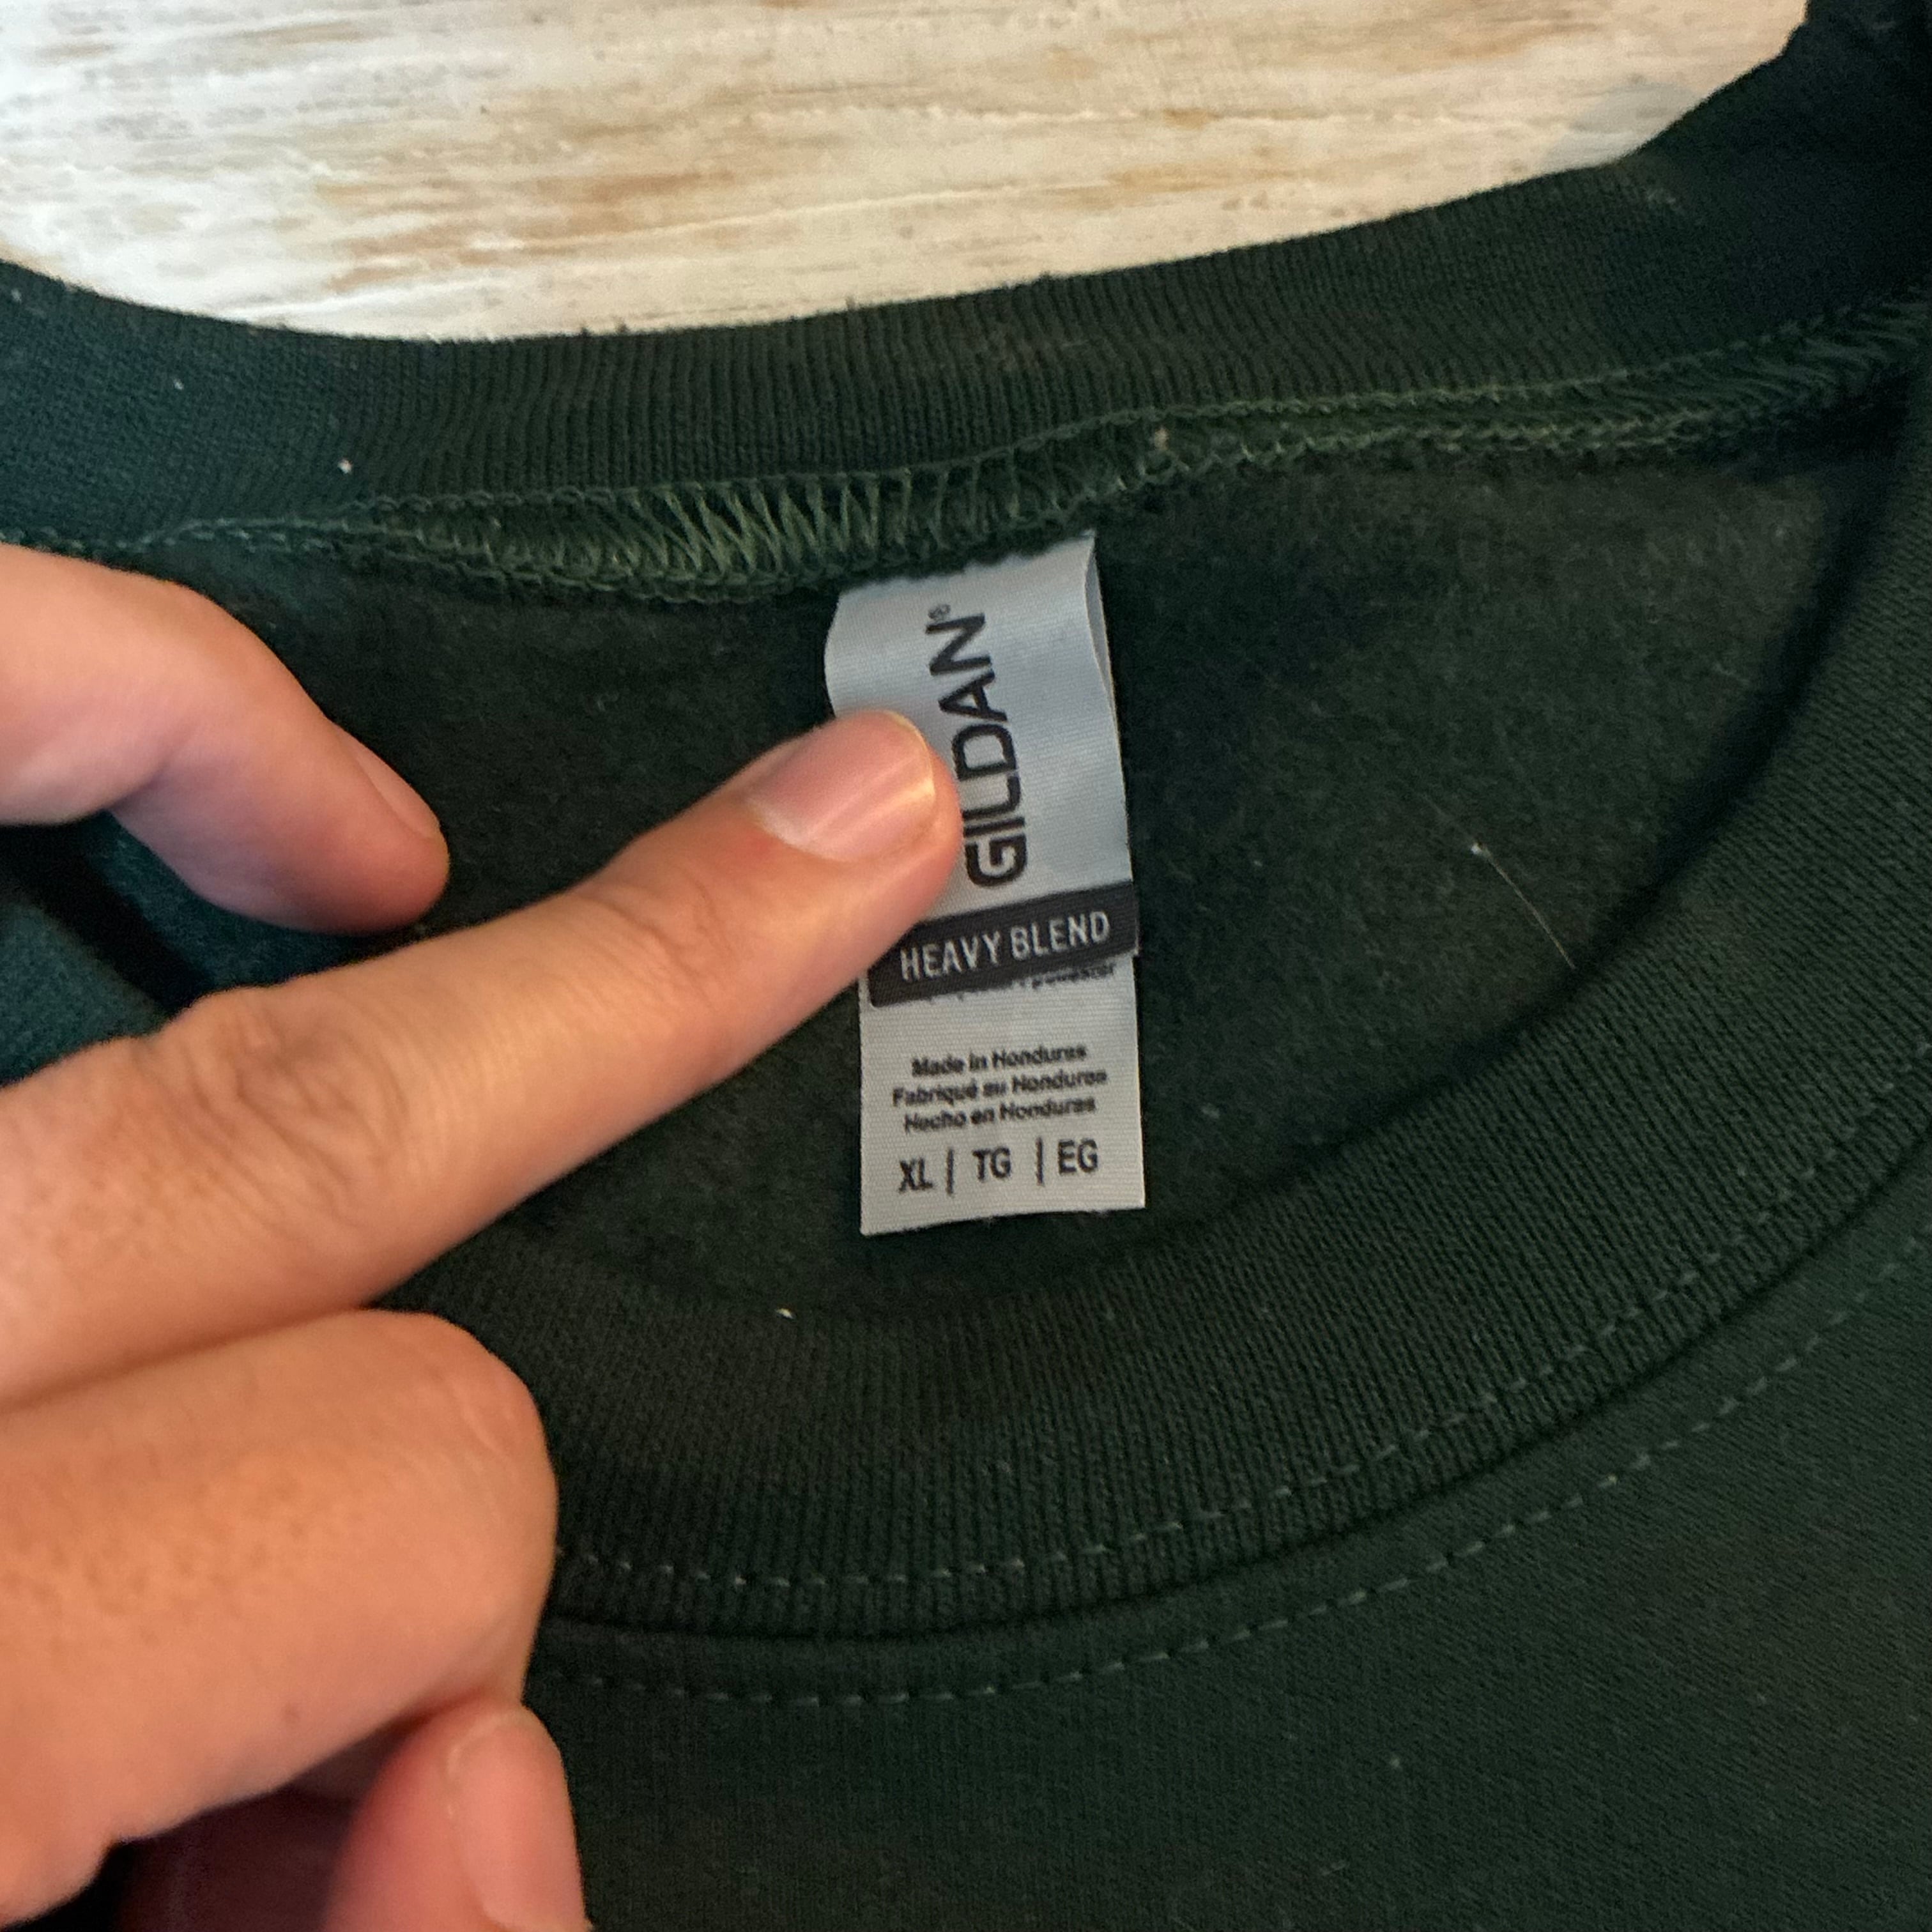 GILDAN®
HEAVY BLEND
Made in Honduras
Fabriqué au Honduras
Hecho en Honduras
XL | TG | EG